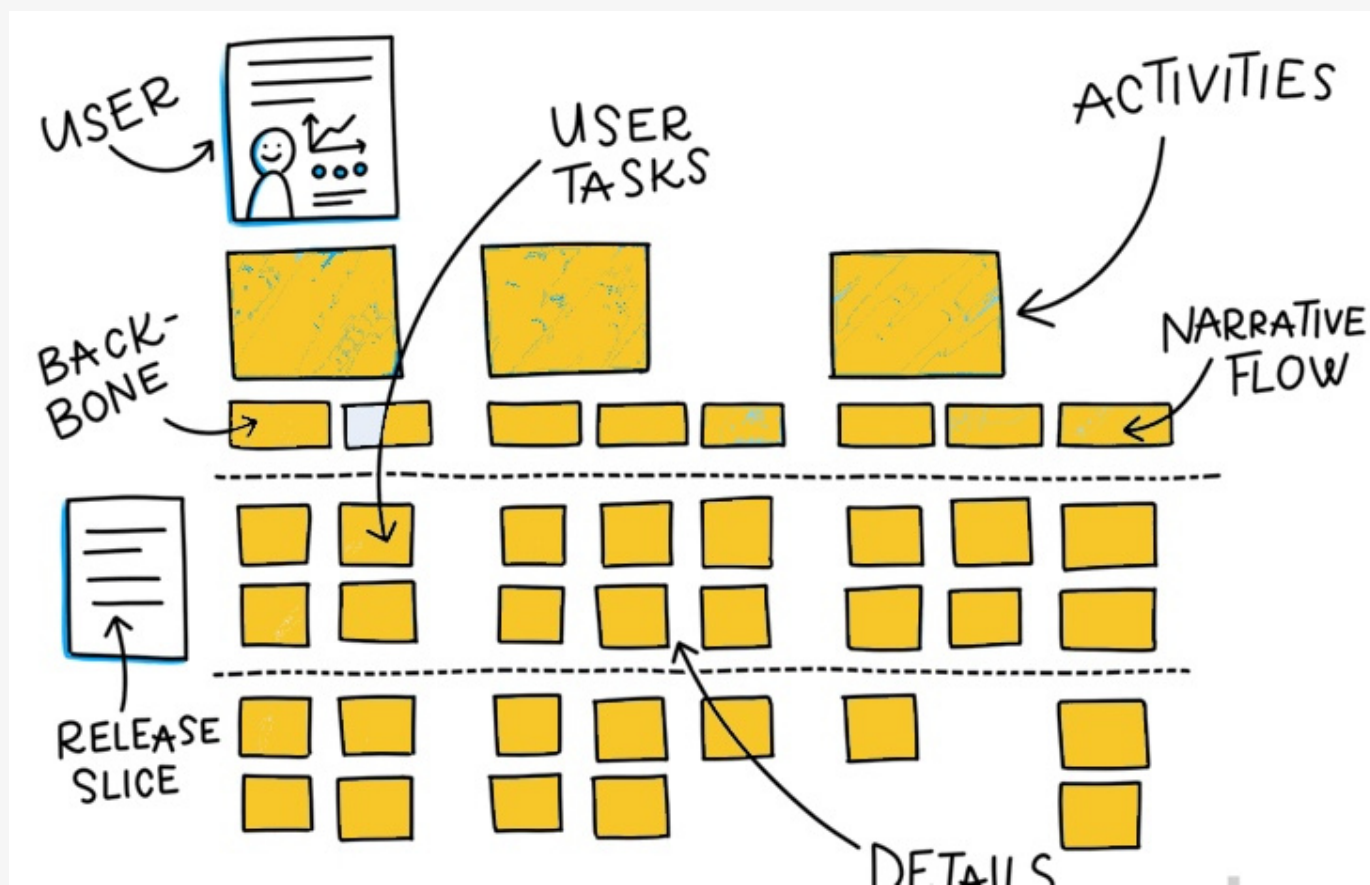 USER
USER
TASKS
ACTIVITIES
BACK-
BONE
NARRATIVE
FLOW
RELEASE
SLICE
DETAILS